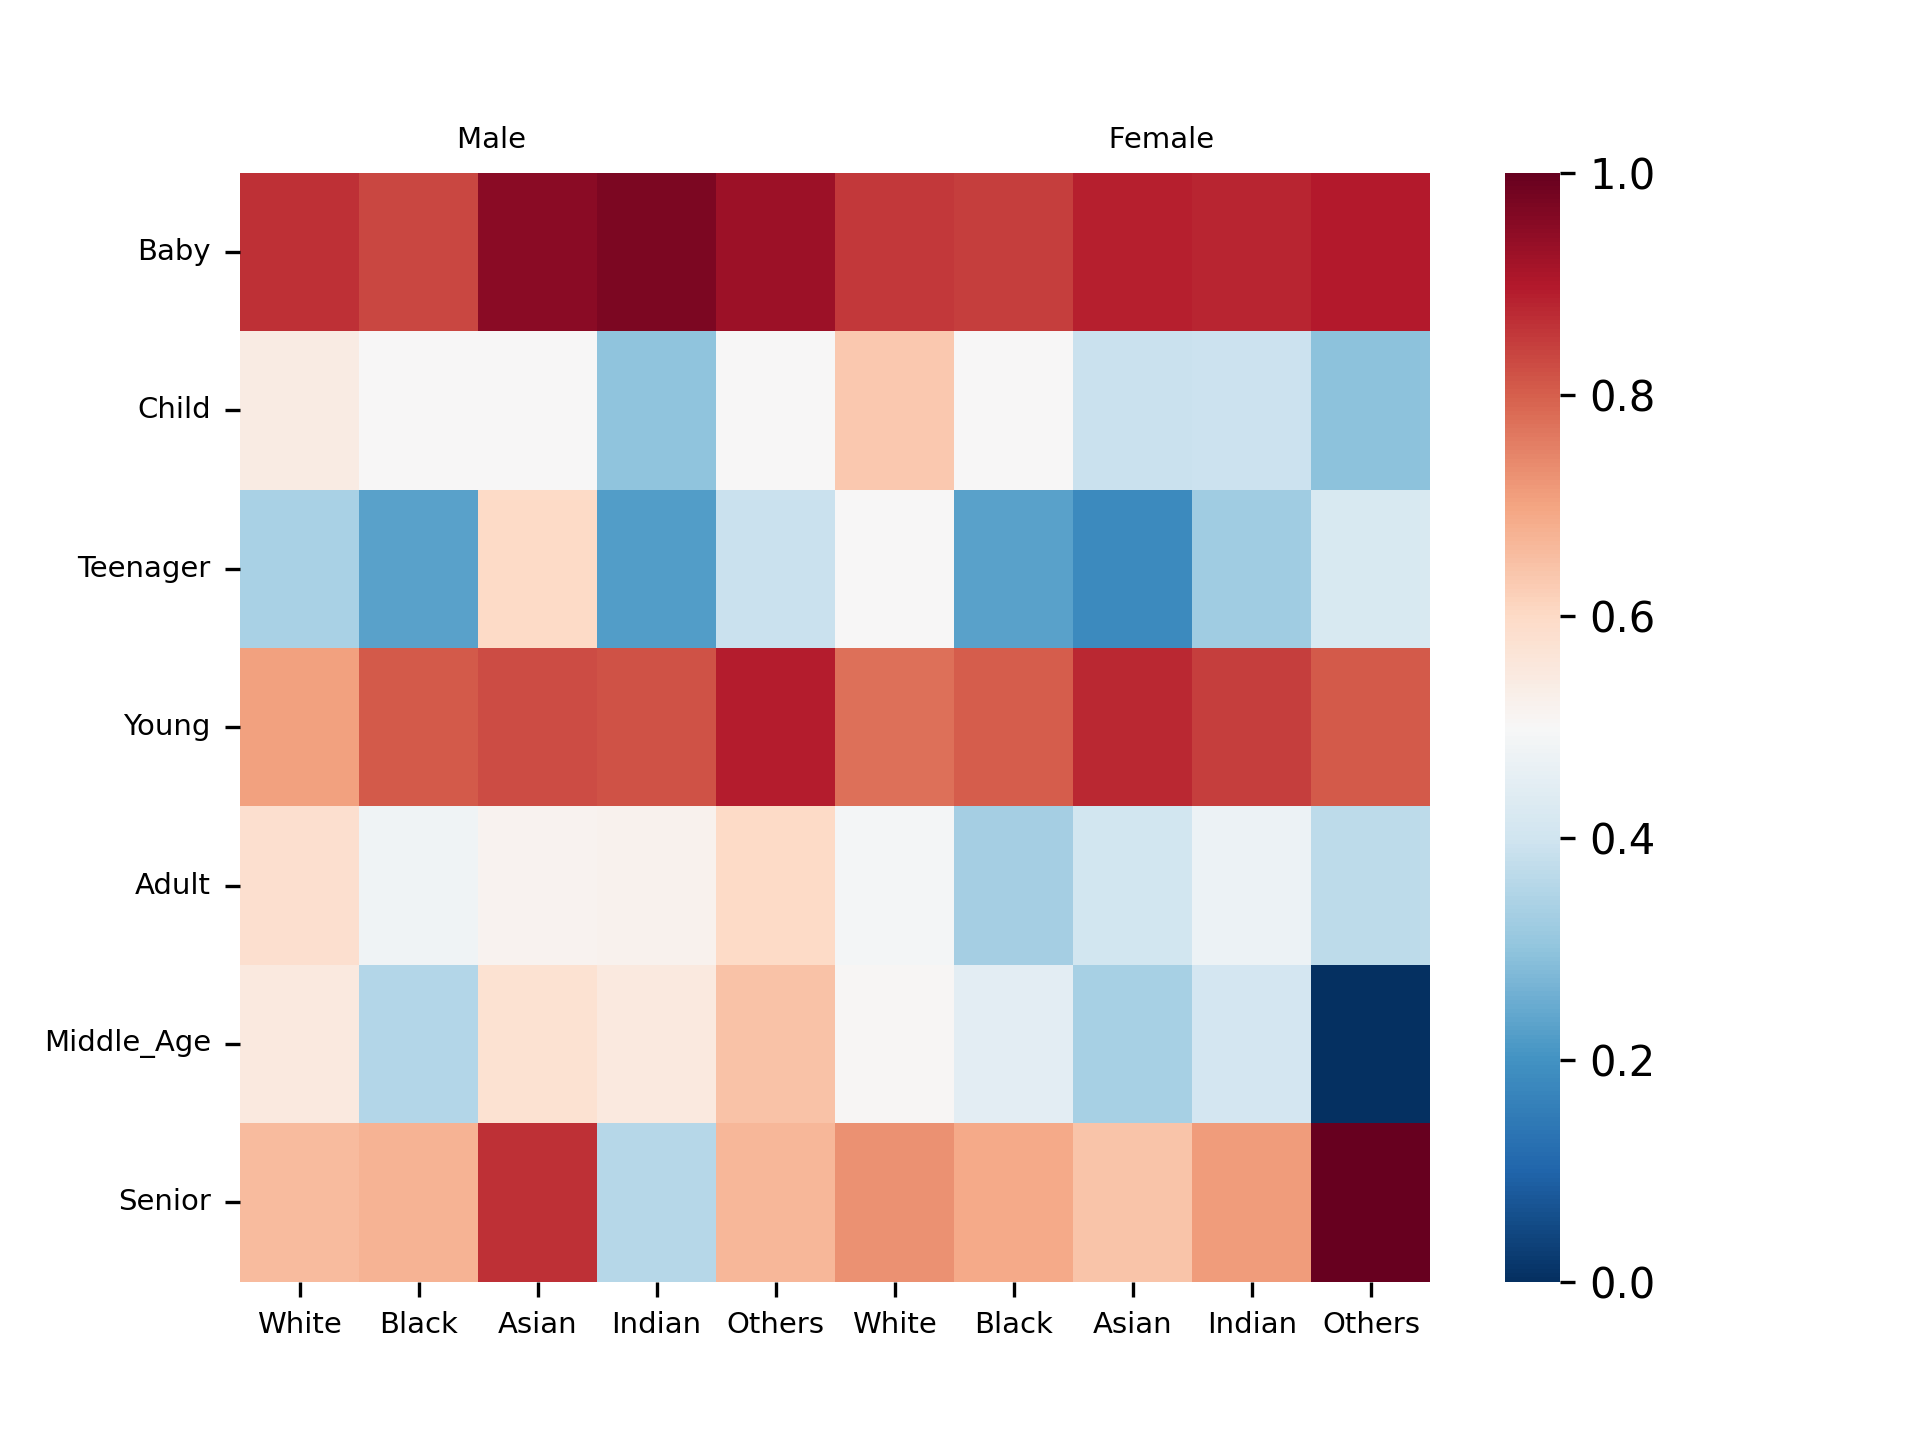 Male Female
Baby
Child
Teenager
Young
Adult
Middle_Age
Senior
White Black Asian Indian Others White Black Asian Indian Others
1.0
0.8
0.6
0.4
0.2
0.0